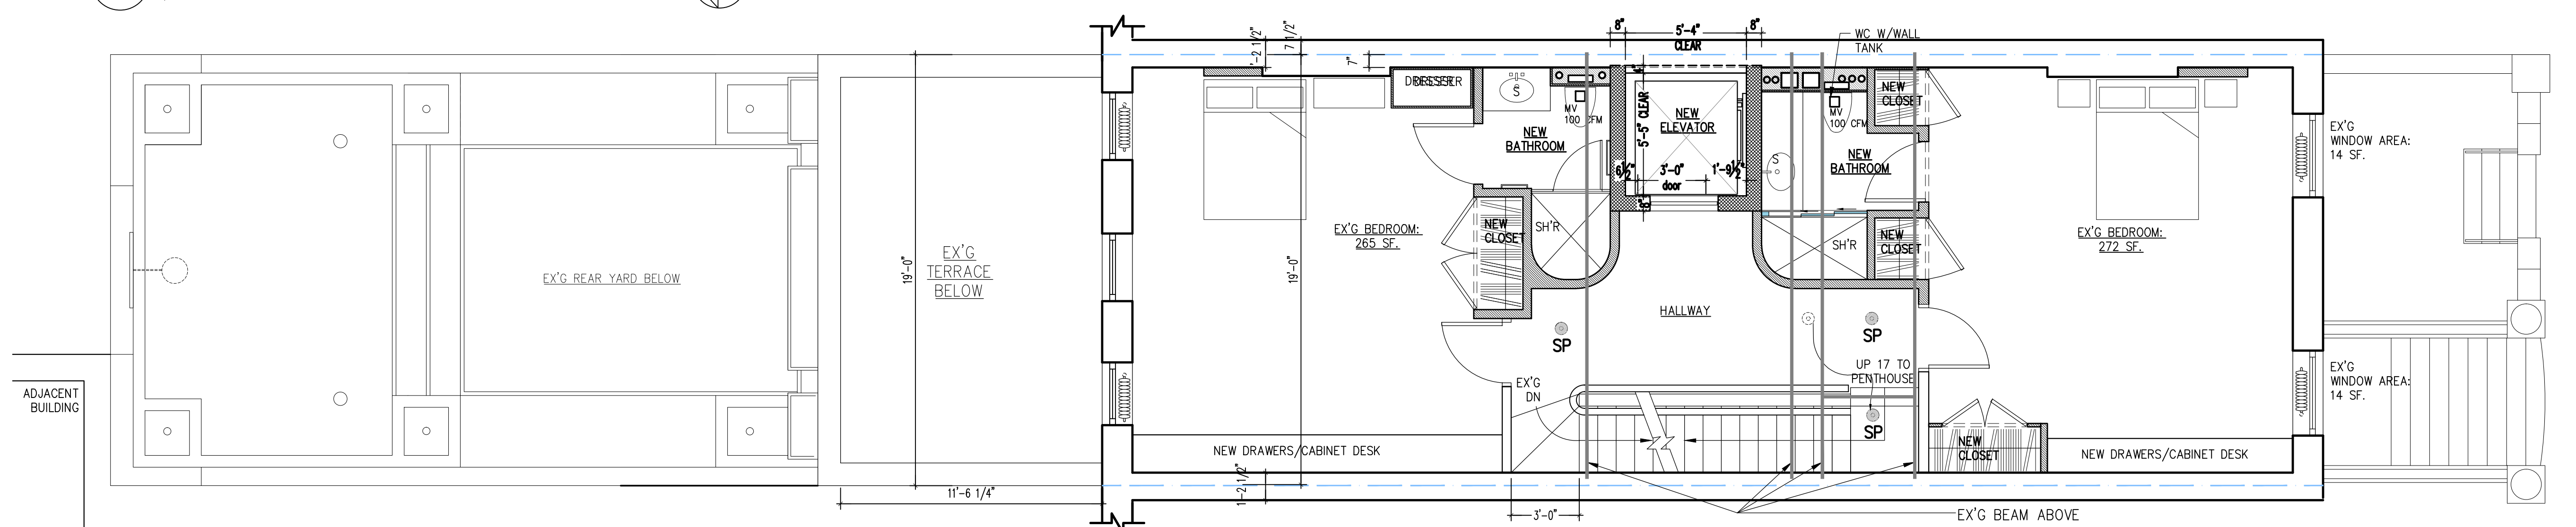 8"
5'-4"
CLEAR
8"
WC W/WALL
TANK
7 1/2"
'-2 1/2"
7"
DRESSER
S
MV
100 CFM
NEW
BATHROOM
4"
5'-5" CLEAR
NEW
ELEVATOR
6½"
3'-0"
door
1'-9½"
8"
MV
100 CFM
S
NEW
BATHROOM
NEW
CLOSET
EX'G
WINDOW AREA:
14 SF.
EX'G BEDROOM:
265 SF.
NEW
CLOSET
SH'R
SH'R
NEW
CLOSET
EX'G BEDROOM:
272 SF.
EX'G REAR YARD BELOW
19'-0"
EX'G
TERRACE
BELOW
19'-0"
HALLWAY
SP
SP
UP 17 TO
PENTHOUSE
EX'G
DN
SP
EX'G
WINDOW AREA:
14 SF.
ADJACENT
BUILDING
NEW DRAWERS/CABINET DESK
NEW
CLOSET
NEW DRAWERS/CABINET DESK
11'-6 1/4"
1'-2 1/2"
3'-0"
EX'G BEAM ABOVE